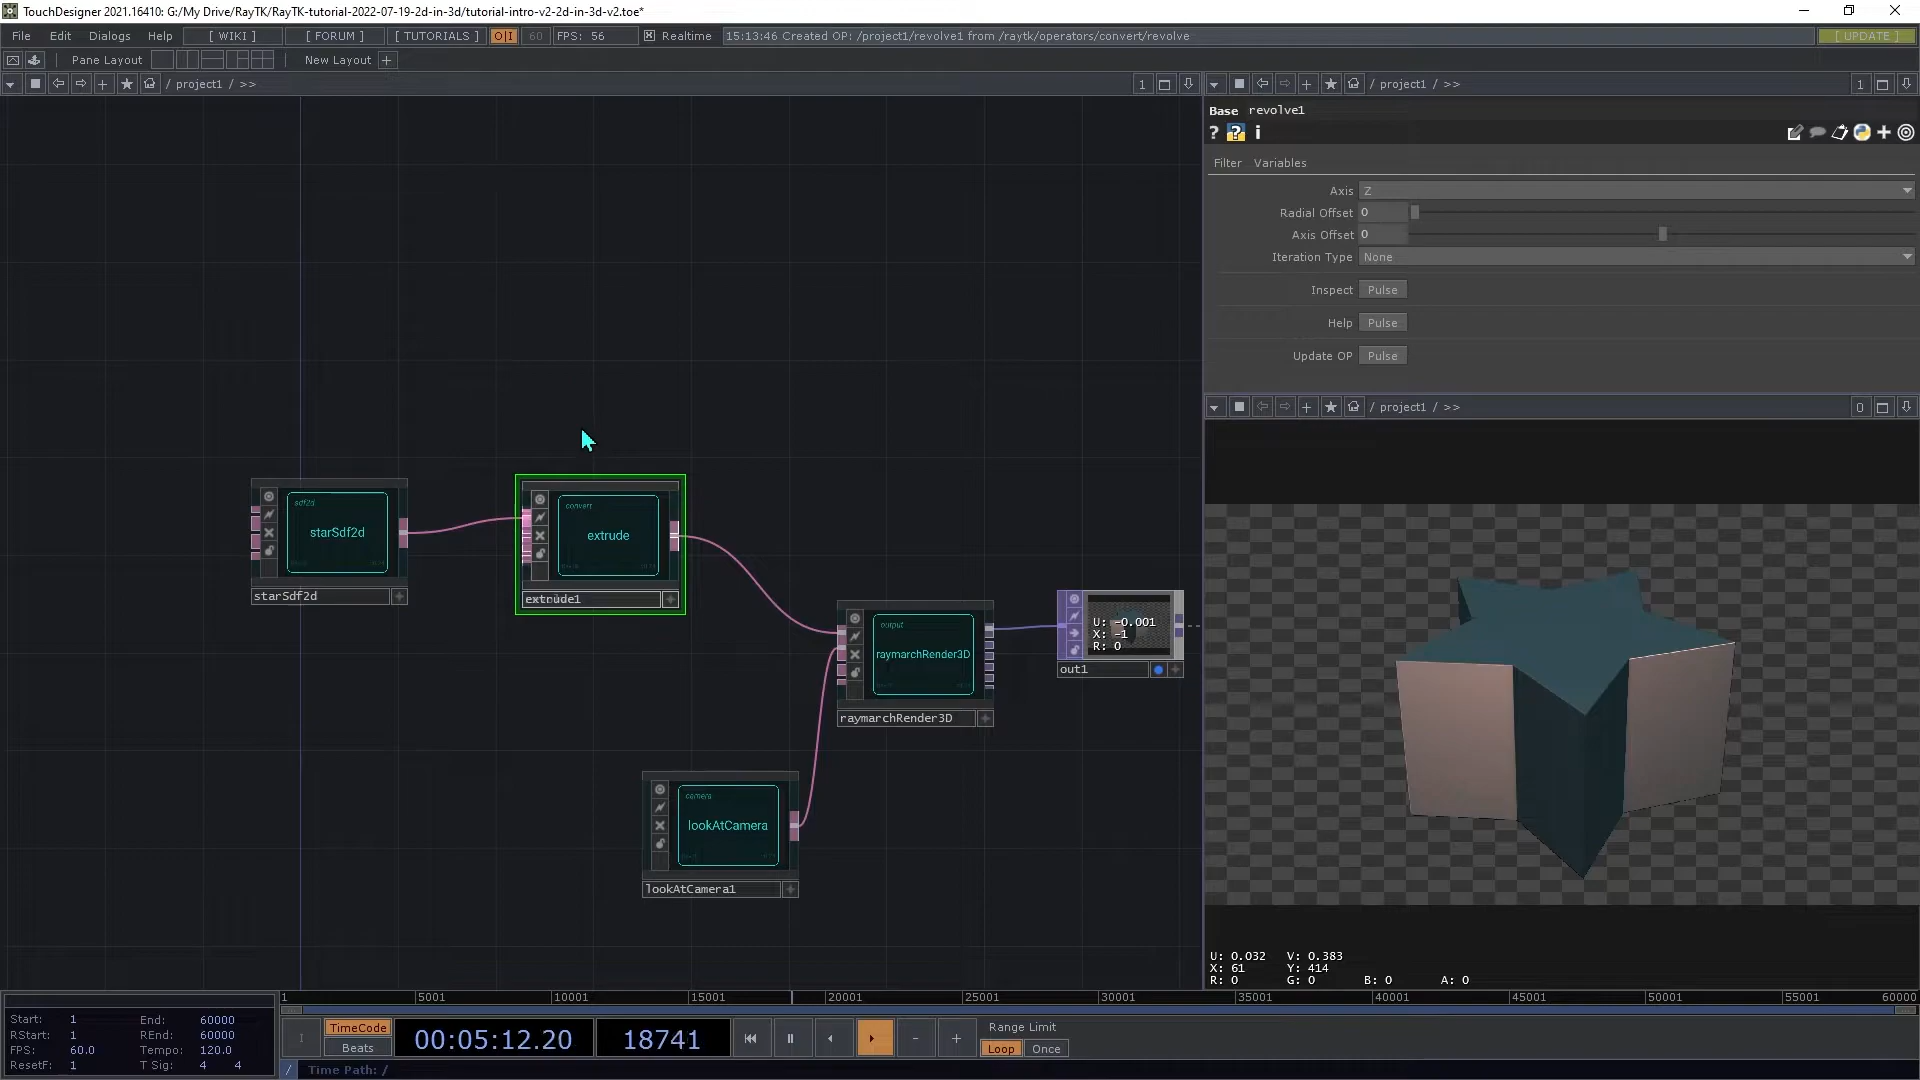 TouchDesigner 2021.16410: G:/My Drive/RayTK/RayTK-tutorial-2022-07-19-2d-in-3d/tutorial-intro-v2-2d-in-3d-v2.toe*
File Edit Dialogs Help [ WIKI ] [ FORUM ] [ TUTORIALS ] O|I 60 FPS: 56 Realtime 15:13:46 Created OP: /project1/revolve1 from /raytk/operators/convert/revolve [ UPDATE ]
Pane Layout New Layout +
/ project1 / >> 1
/ project1 / >> 1
Base revolve1
? ? i
Filter Variables
Axis Z
Radial Offset 0
Axis Offset 0
Iteration Type None
Inspect Pulse
Help Pulse
Update OP Pulse
/ project1 / >> 0
sdf2d
starSdf2d
starSdf2d
convert
extrude
extrude1
output
raymarchRender3D
raymarchRender3D
U: -0.001
X: -1
R: 0
out1
camera
lookAtCamera
lookAtCamera1
U: 0.032 V: 0.383
X: 61 Y: 414
R: 0 G: 0 B: 0 A: 0
1 5001 10001 15001 20001 25001 30001 35001 40001 45001 50001 55001 60000
Start: 1 End: 60000
RStart: 1 REnd: 60000
FPS: 60.0 Tempo: 120.0
ResetF: 1 T Sig: 4 4
TimeCode
Beats
00:05:12.20
18741
Range Limit
Loop Once
/ Time Path: /